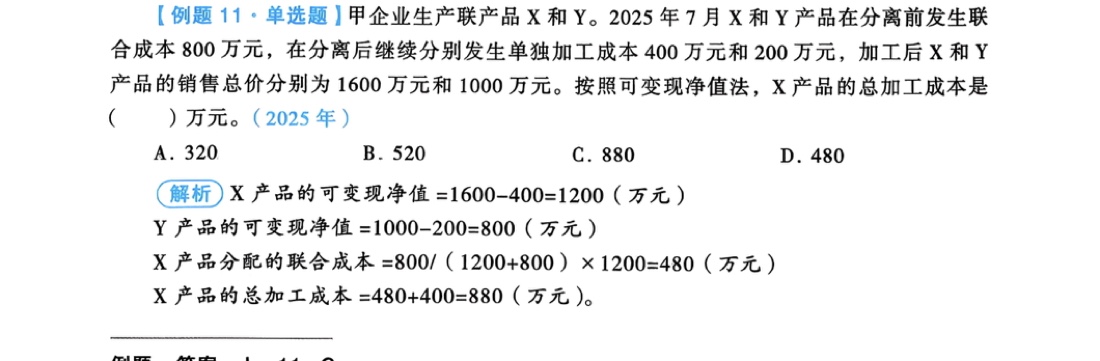 【例题 11·单选题】甲企业生产联产品 X 和 Y。2025 年 7 月 X 和 Y 产品在分离前发生联
合成本 800 万元，在分离后继续分别发生单独加工成本 400 万元和 200 万元，加工后 X 和 Y
产品的销售总价分别为 1600 万元和 1000 万元。按照可变现净值法，X 产品的总加工成本是
（　　）万元。（2025 年）
A. 320 B. 520 C. 880 D. 480
解析 X 产品的可变现净值 =1600-400=1200（万元）
Y 产品的可变现净值 =1000-200=800（万元）
X 产品分配的联合成本 =800/（1200+800）×1200=480（万元）
X 产品的总加工成本 =480+400=880（万元）。